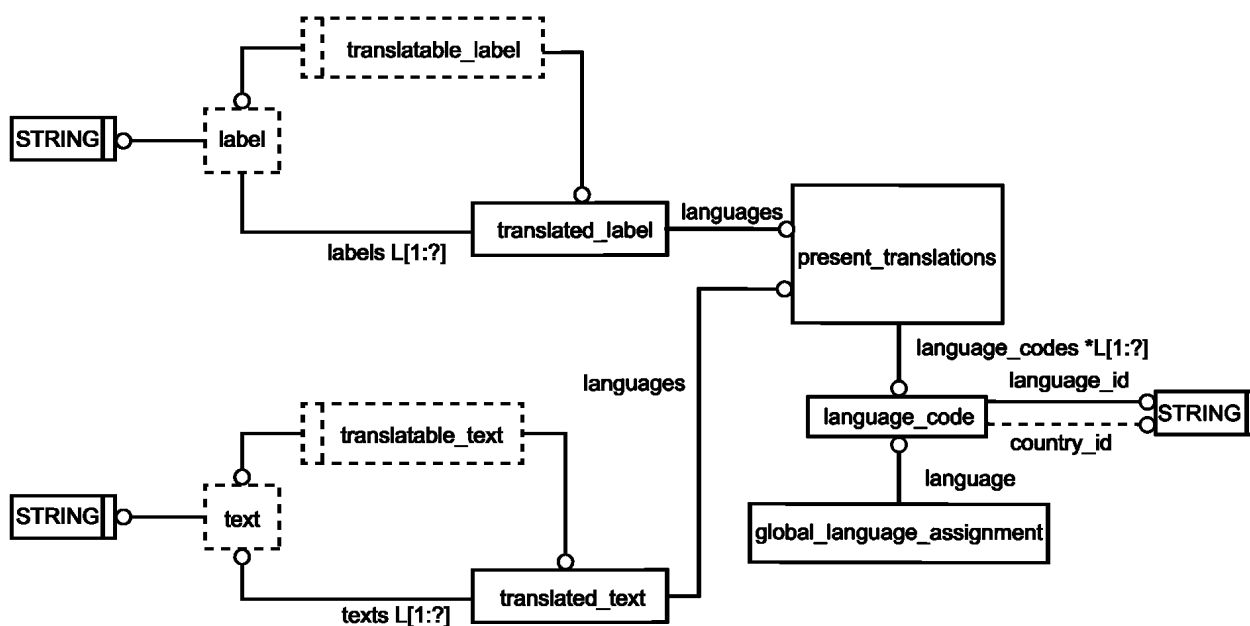 translatable_label
STRING
label
translated_label
languages
labels L[1:?]
present_translations
language_codes *L[1:?]
languages
language_id
language_code
STRING
country_id
translatable_text
language
STRING
text
global_language_assignment
translated_text
texts L[1:?]